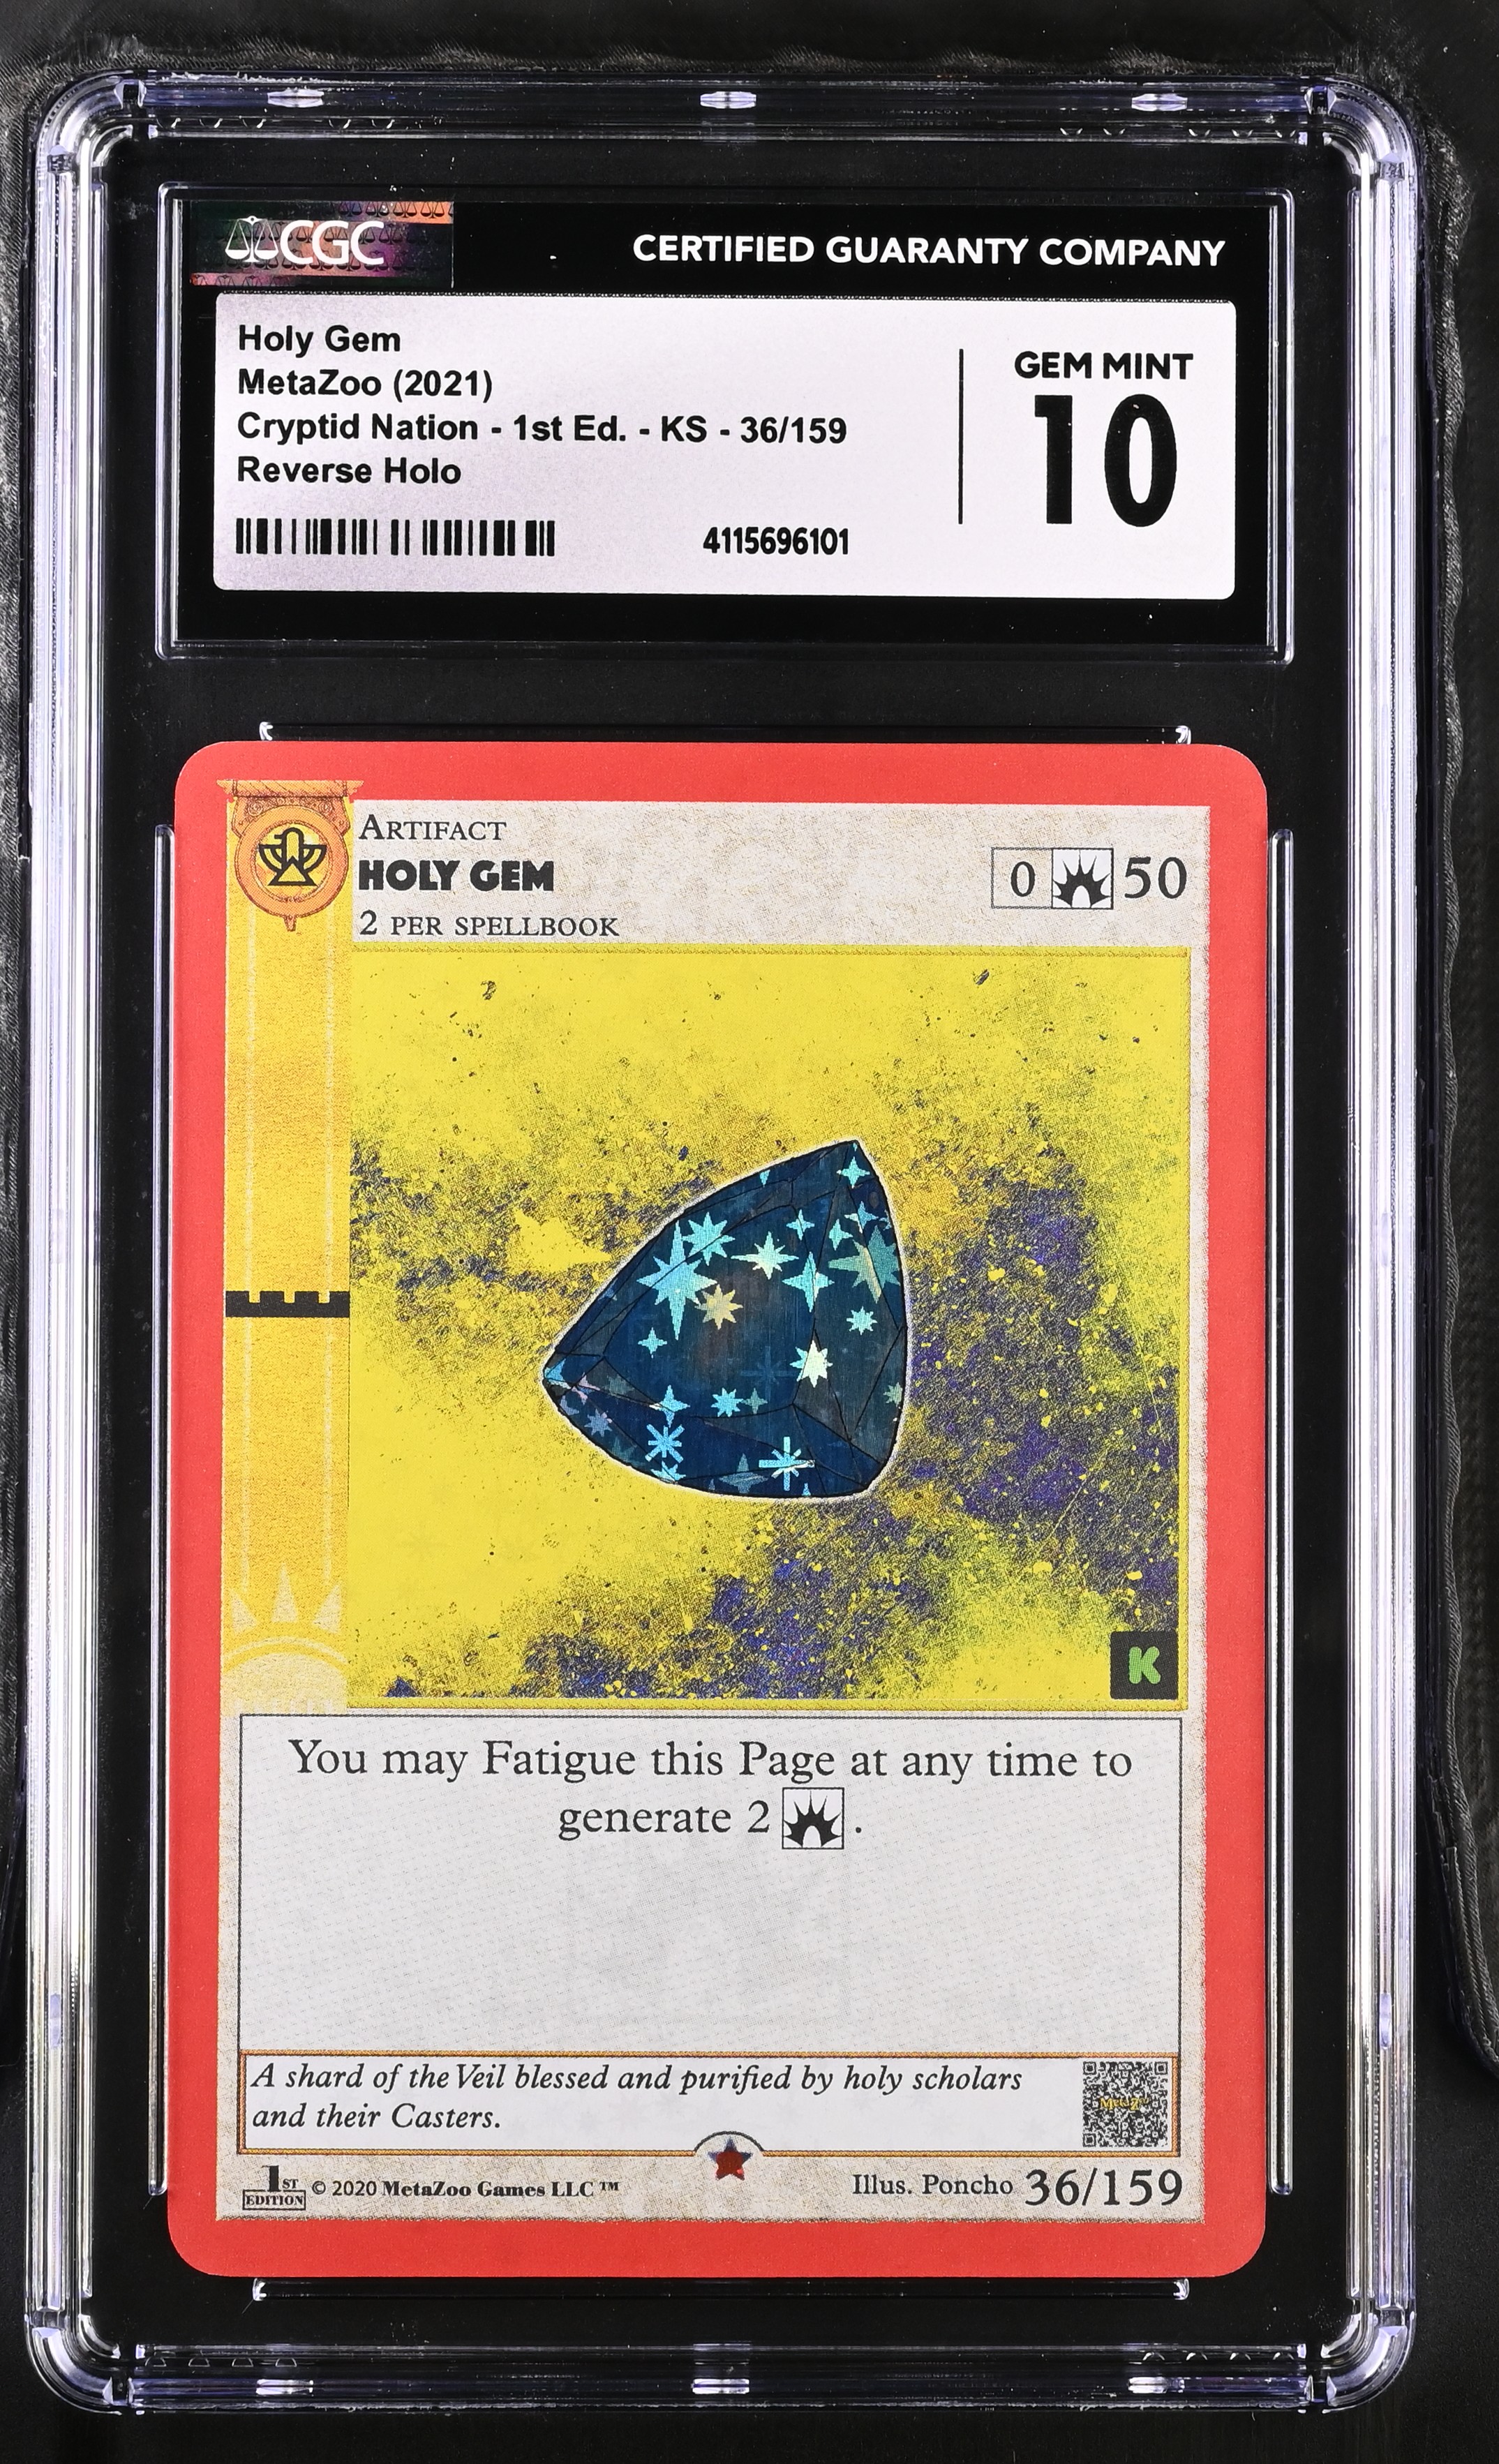 CGC
CERTIFIED GUARANTY COMPANY
Holy Gem
MetaZoo (2021)
Cryptid Nation - 1st Ed. - KS - 36/159
Reverse Holo
4115696101
GEM MINT
10
ARTIFACT
HOLY GEM
2 PER SPELLBOOK
0 50
K
You may Fatigue this Page at any time to
generate 2 .
A shard of the Veil blessed and purified by holy scholars
and their Casters.
MetaZoo
1ST
EDITION
© 2020 MetaZoo Games LLC ™
Illus. Poncho 36/159